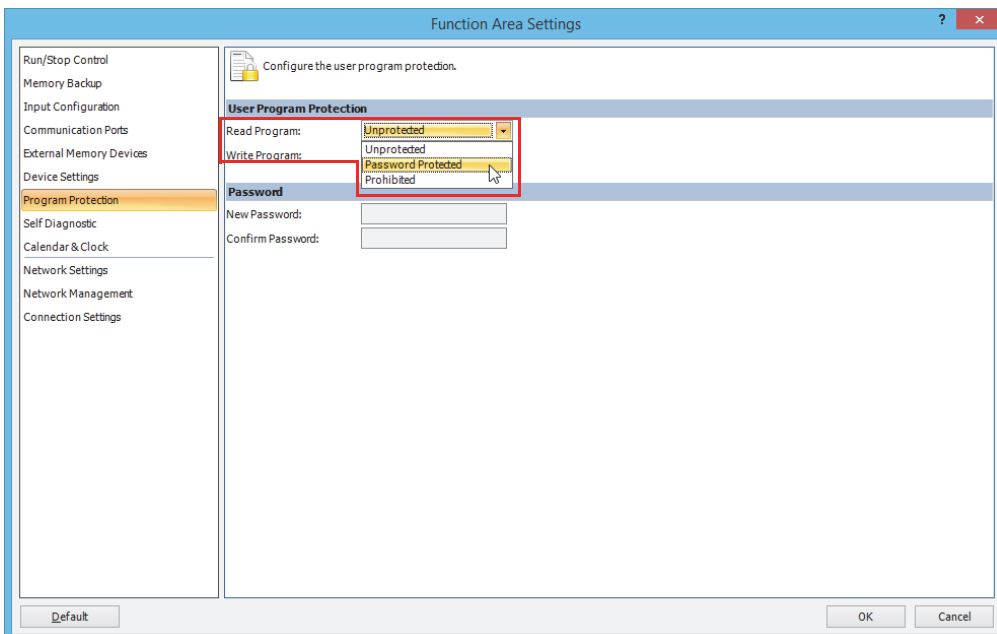 Function Area Settings
?
Run/Stop Control
Memory Backup
Input Configuration
Communication Ports
External Memory Devices
Device Settings
Program Protection
Self Diagnostic
Calendar & Clock
Network Settings
Network Management
Connection Settings
Configure the user program protection.
User Program Protection
Read Program:
Unprotected
Write Program:
Unprotected
Password Protected
Prohibited
Password
New Password:
Confirm Password:
Default
OK
Cancel